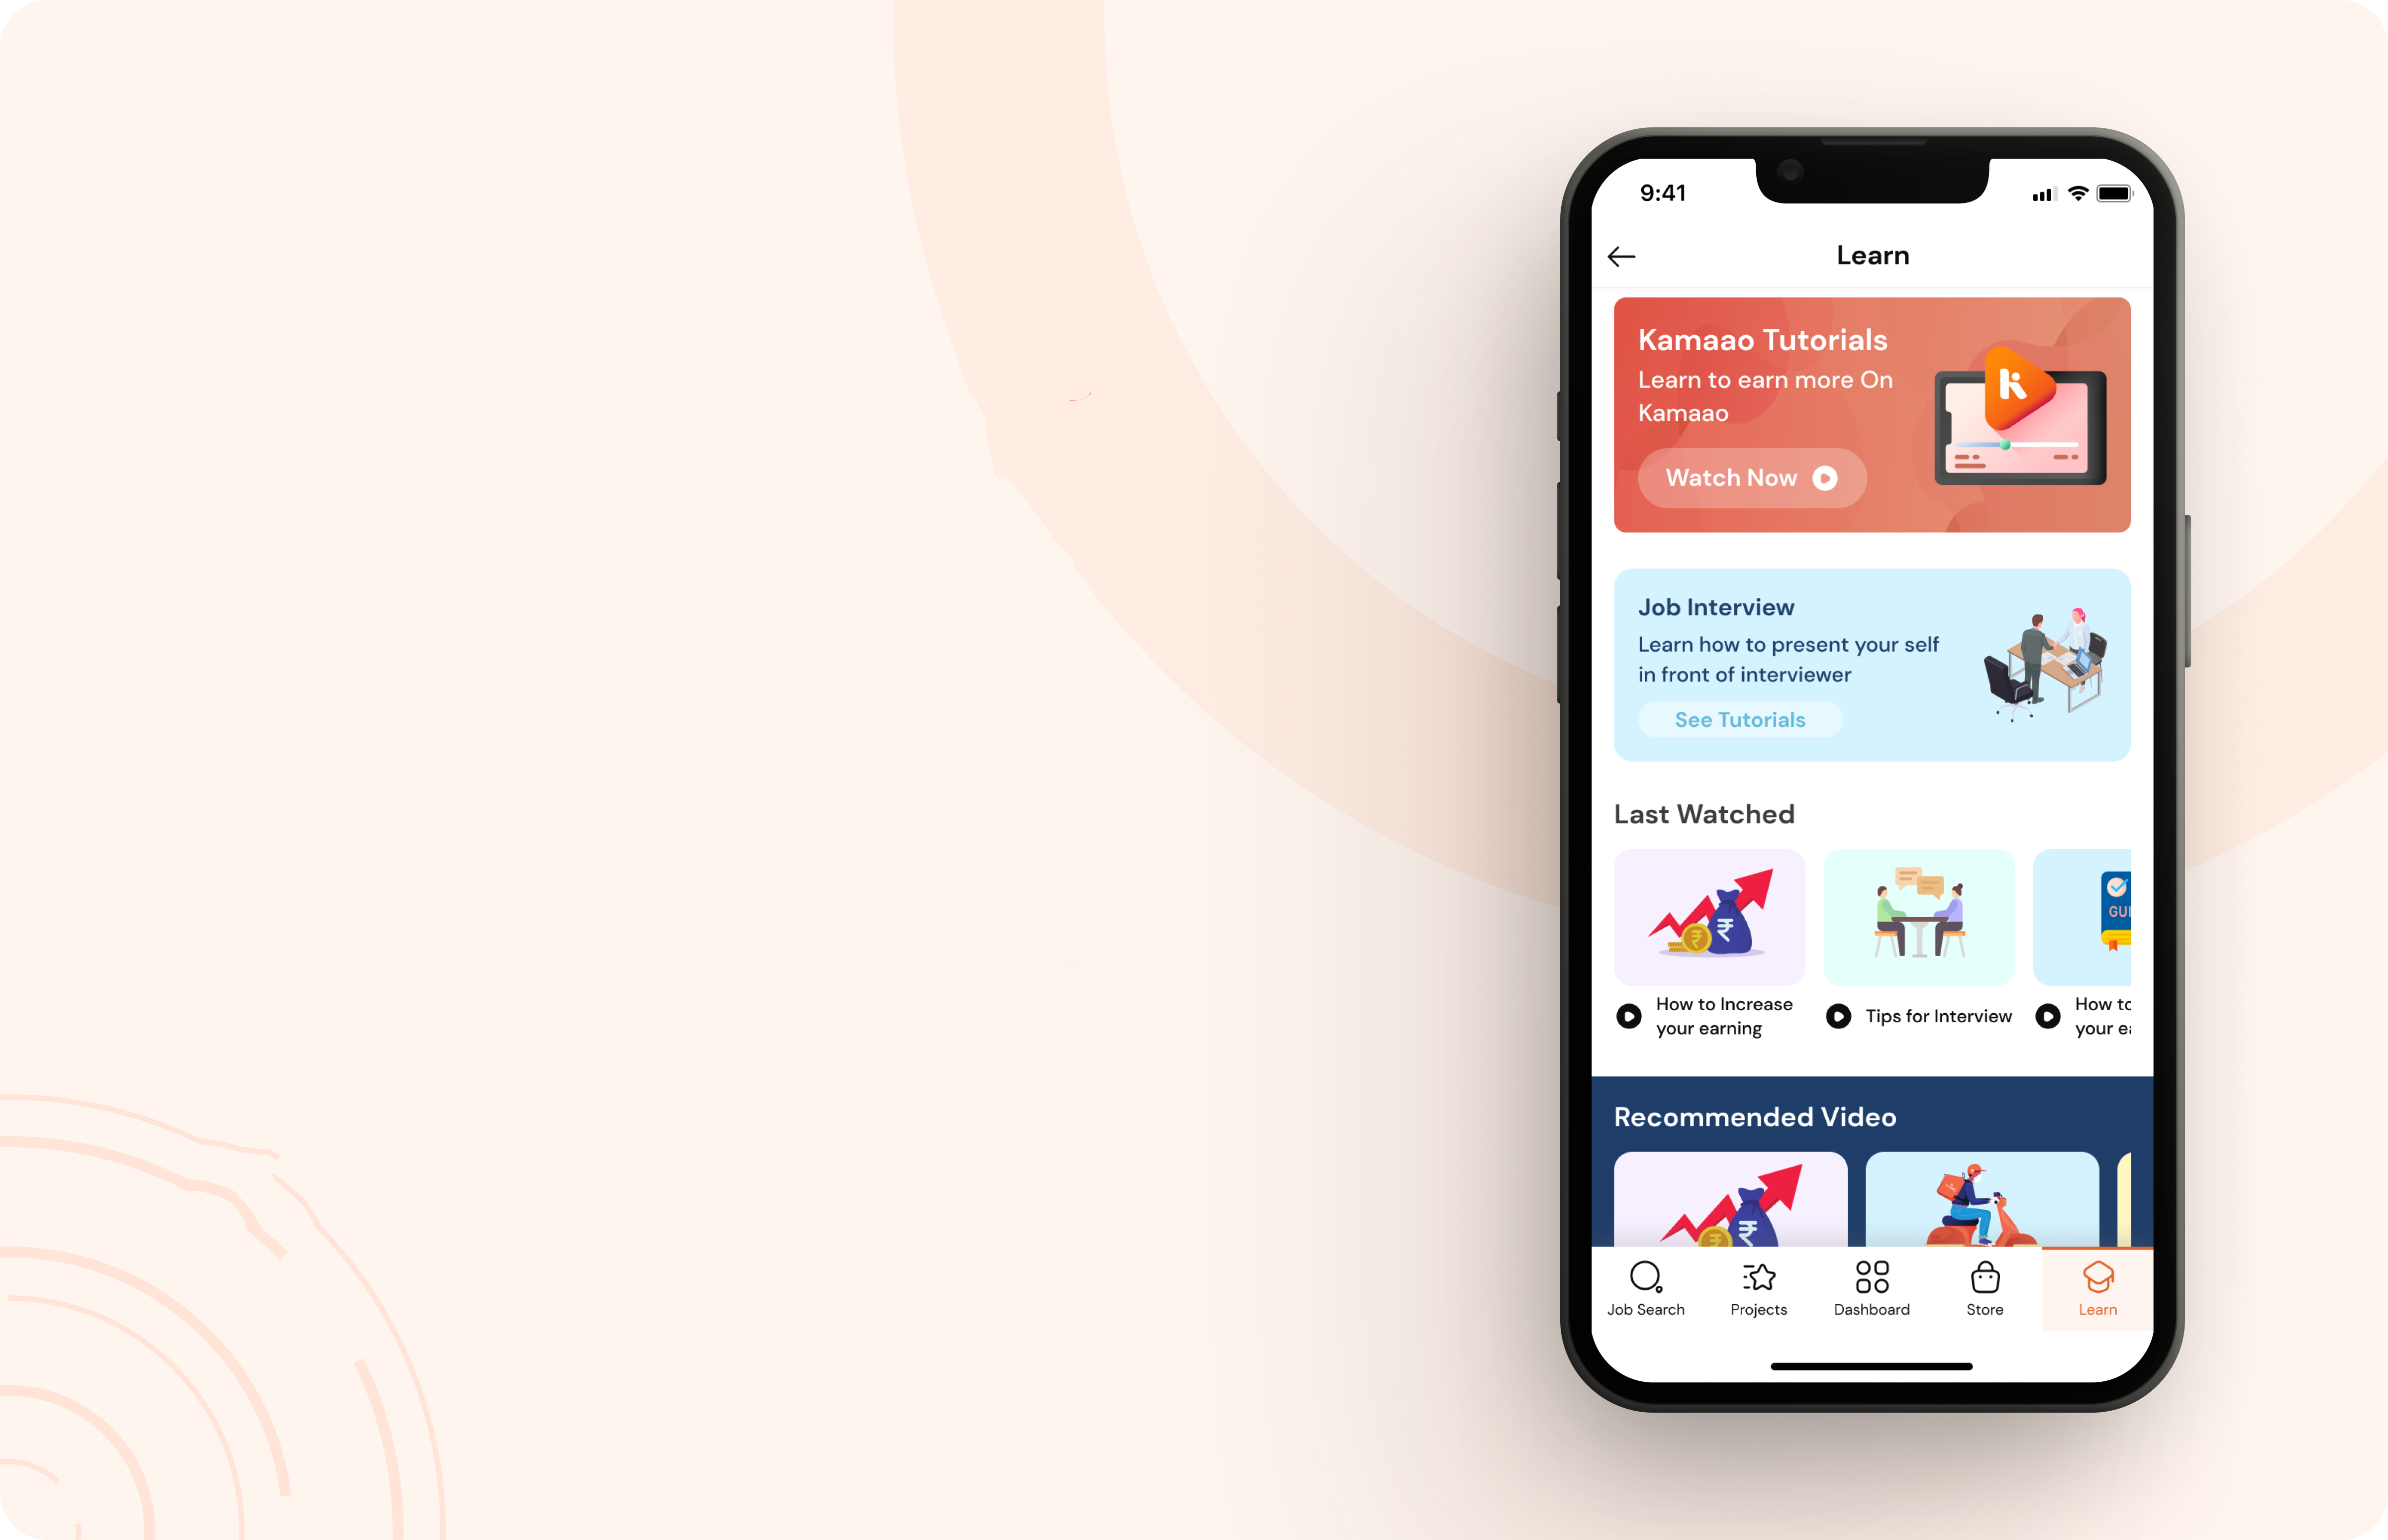 9:41
Learn
Kamaao Tutorials
Learn to earn more On
Kamaao
Watch Now
Job Interview
Learn how to present your self
in front of interviewer
See Tutorials
Last Watched
GUI
How to Increase
your earning
Tips for Interview
How to
your ea
Recommended Video
Job Search
Projects
Dashboard
Store
Learn